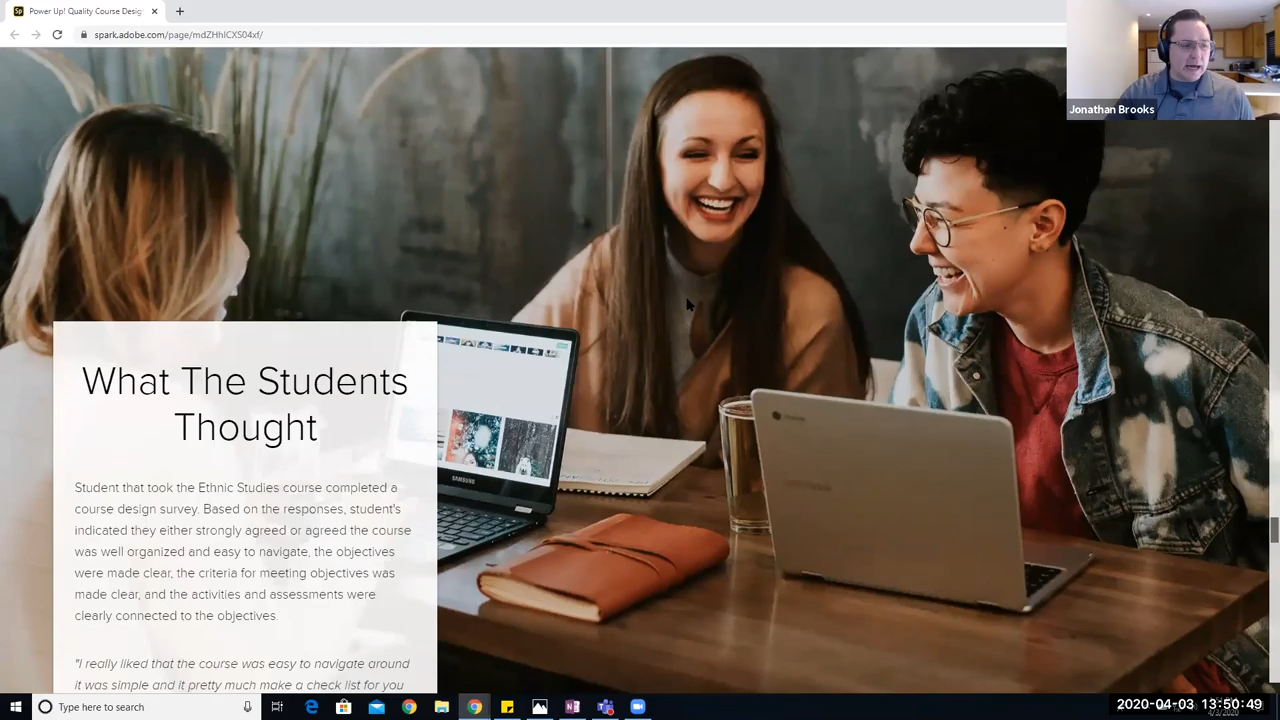 Power Up! Quality Course Desig
spark.adobe.com/page/mdZHhlCXS04xf/
Jonathan Brooks
What The Students
Thought
SAMSUNG
Student that took the Ethnic Studies course completed a
course design survey. Based on the responses, student's
indicated they either strongly agreed or agreed the course
was well organized and easy to navigate, the objectives
were made clear, the criteria for meeting objectives was
made clear, and the activities and assessments were
clearly connected to the objectives.
"I really liked that the course was easy to navigate around
it was simple and it pretty much make a check list for you
Type here to search
2020-04-03 13:50:49